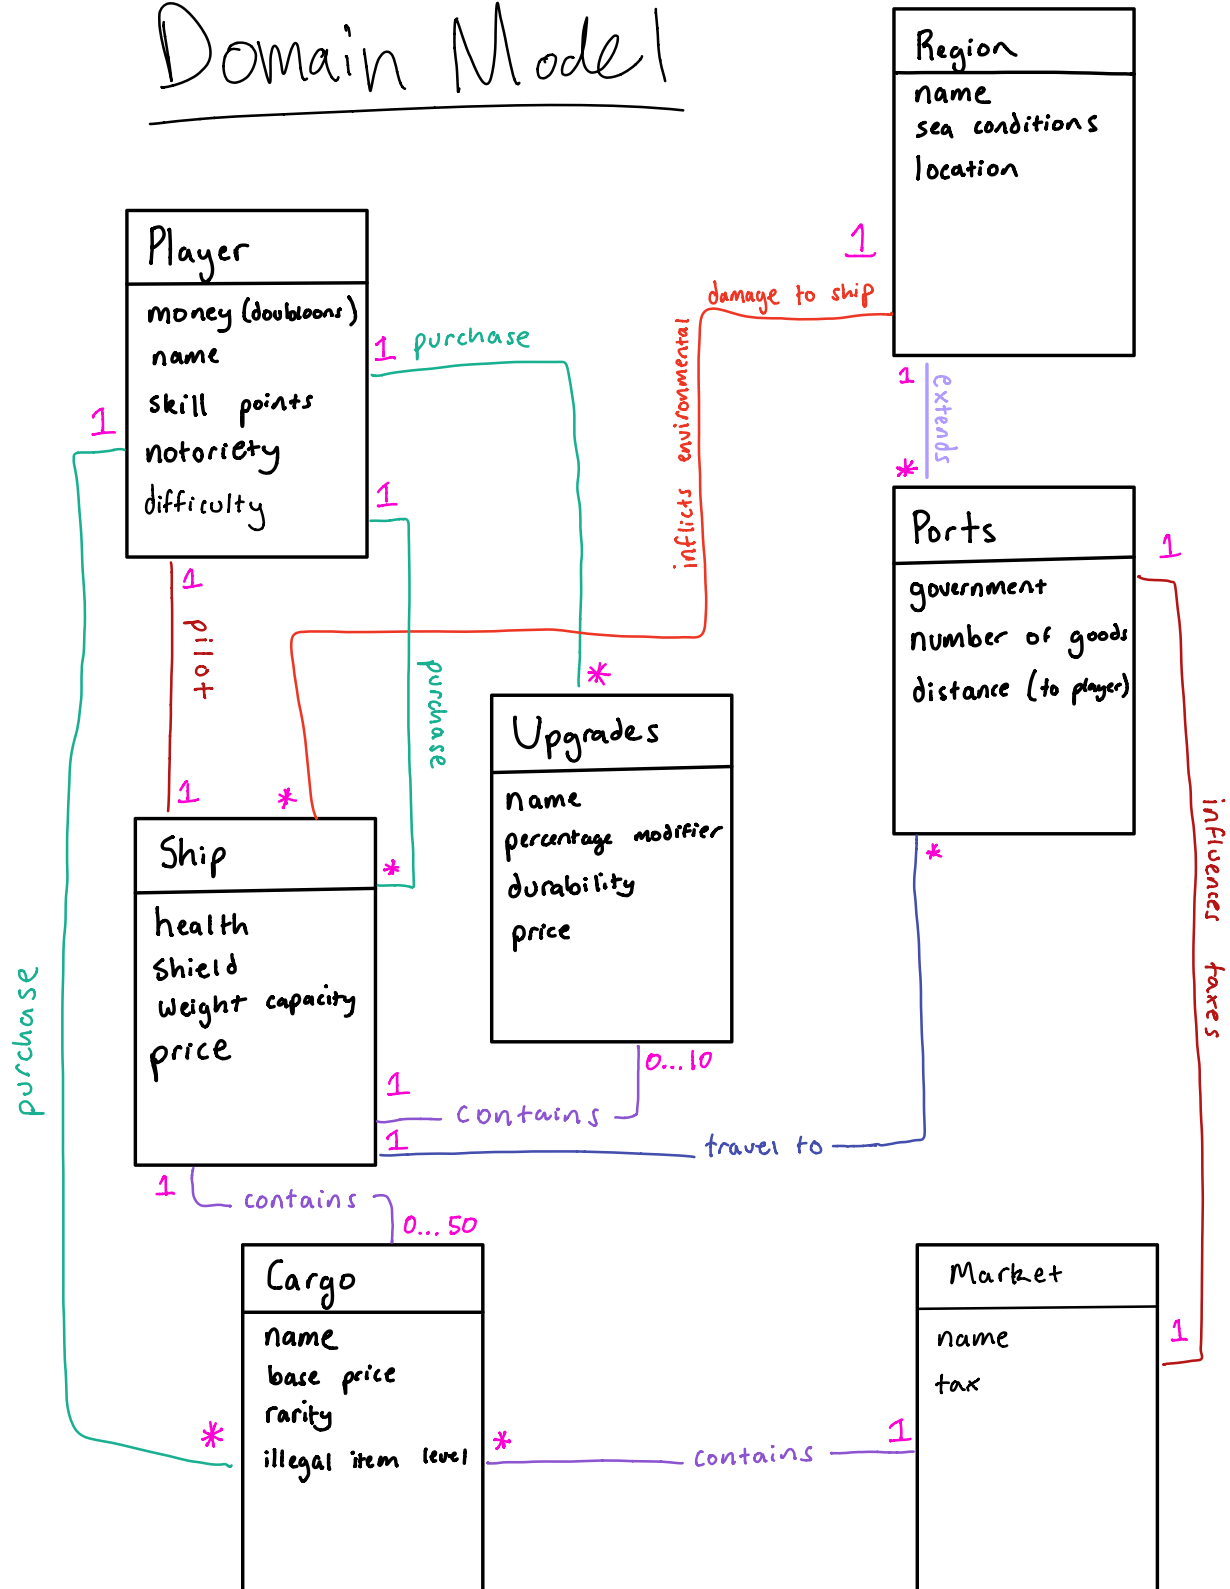 Domain Model
Region
name
sea conditions
location
1
damage to ship
inflicts environmental
Player
money (doubloons)
name
skill points
notoriety
difficulty
1
purchase
1
1
1
extends
*
Ports
government
number of goods
distance (to player)
1
1
pilot
1
*
purchase
*
*
Upgrades
name
percentage modifier
durability
price
0...10
*
influences taxes
Ship
health
shield
weight capacity
price
purchase
1
contains
1
travel to
1
contains
0...50
Cargo
name
base price
rarity
illegal item level
*
*
contains
1
Market
name
tax
1